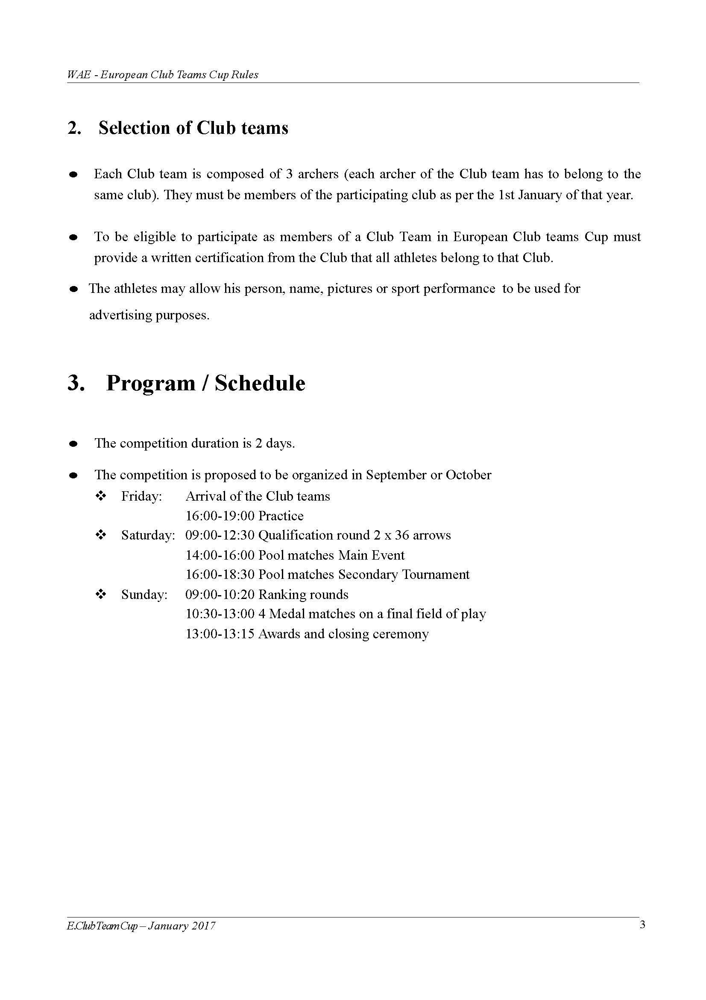 WAE - European Club Teams Cup Rules
2. Selection of Club teams
● Each Club team is composed of 3 archers (each archer of the Club team has to belong to the
same club). They must be members of the participating club as per the 1st January of that year.
● To be eligible to participate as members of a Club Team in European Club teams Cup must
provide a written certification from the Club that all athletes belong to that Club.
● The athletes may allow his person, name, pictures or sport performance to be used for
advertising purposes.
3. Program / Schedule
● The competition duration is 2 days.
● The competition is proposed to be organized in September or October
❖ Friday: Arrival of the Club teams
16:00-19:00 Practice
❖ Saturday: 09:00-12:30 Qualification round 2 x 36 arrows
14:00-16:00 Pool matches Main Event
16:00-18:30 Pool matches Secondary Tournament
❖ Sunday: 09:00-10:20 Ranking rounds
10:30-13:00 4 Medal matches on a final field of play
13:00-13:15 Awards and closing ceremony
E.ClubTeamCup – January 2017 3